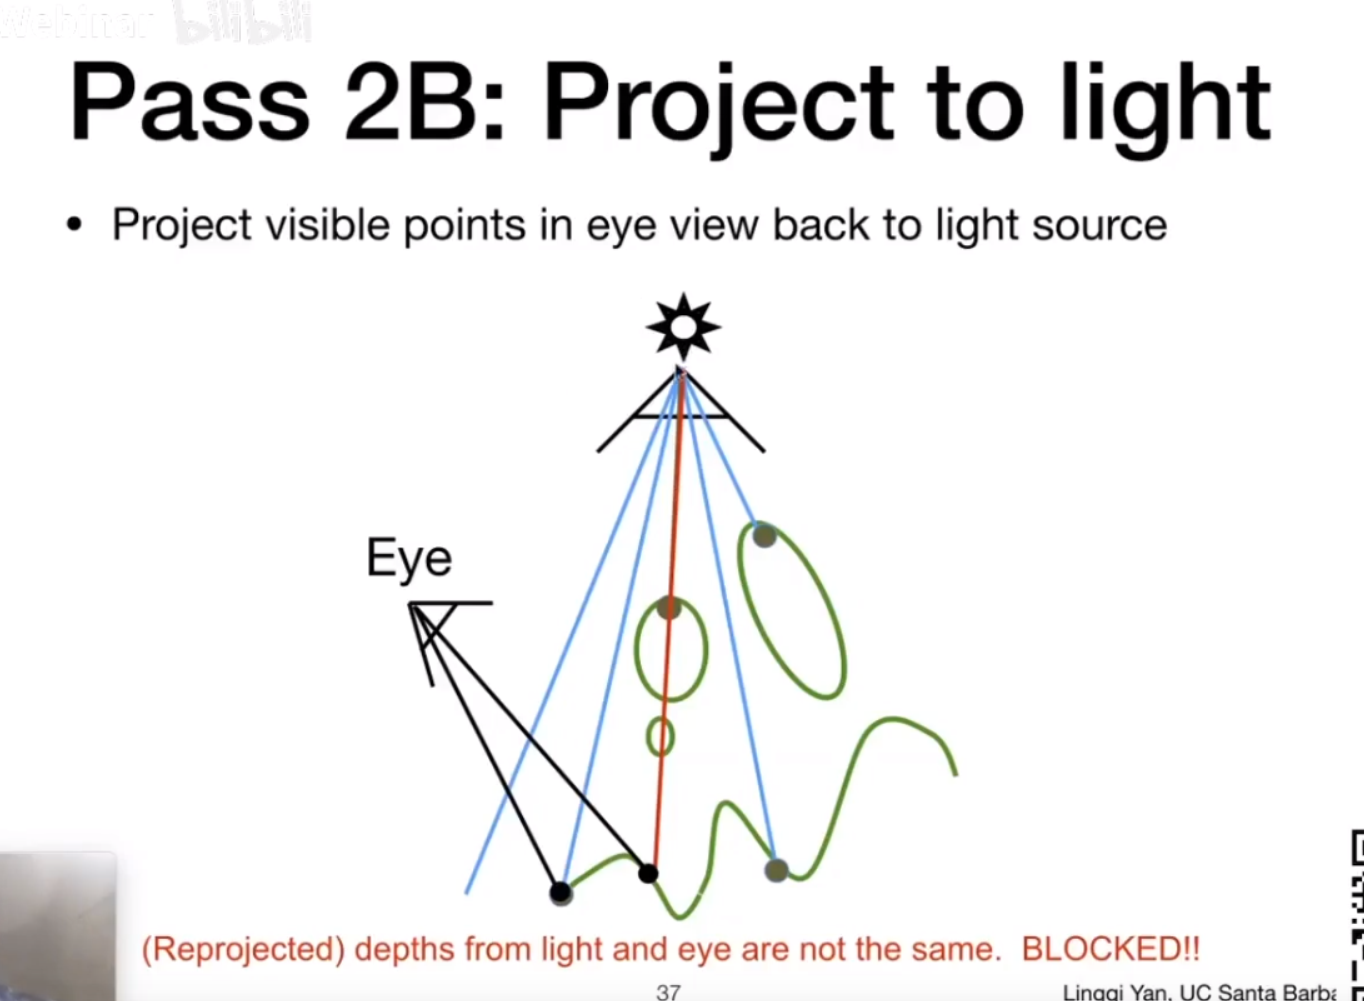 Webinar bilibili
Pass 2B: Project to light
• Project visible points in eye view back to light source
Eye
(Reprojected) depths from light and eye are not the same. BLOCKED!!
37
Lingqi Yan, UC Santa Barba